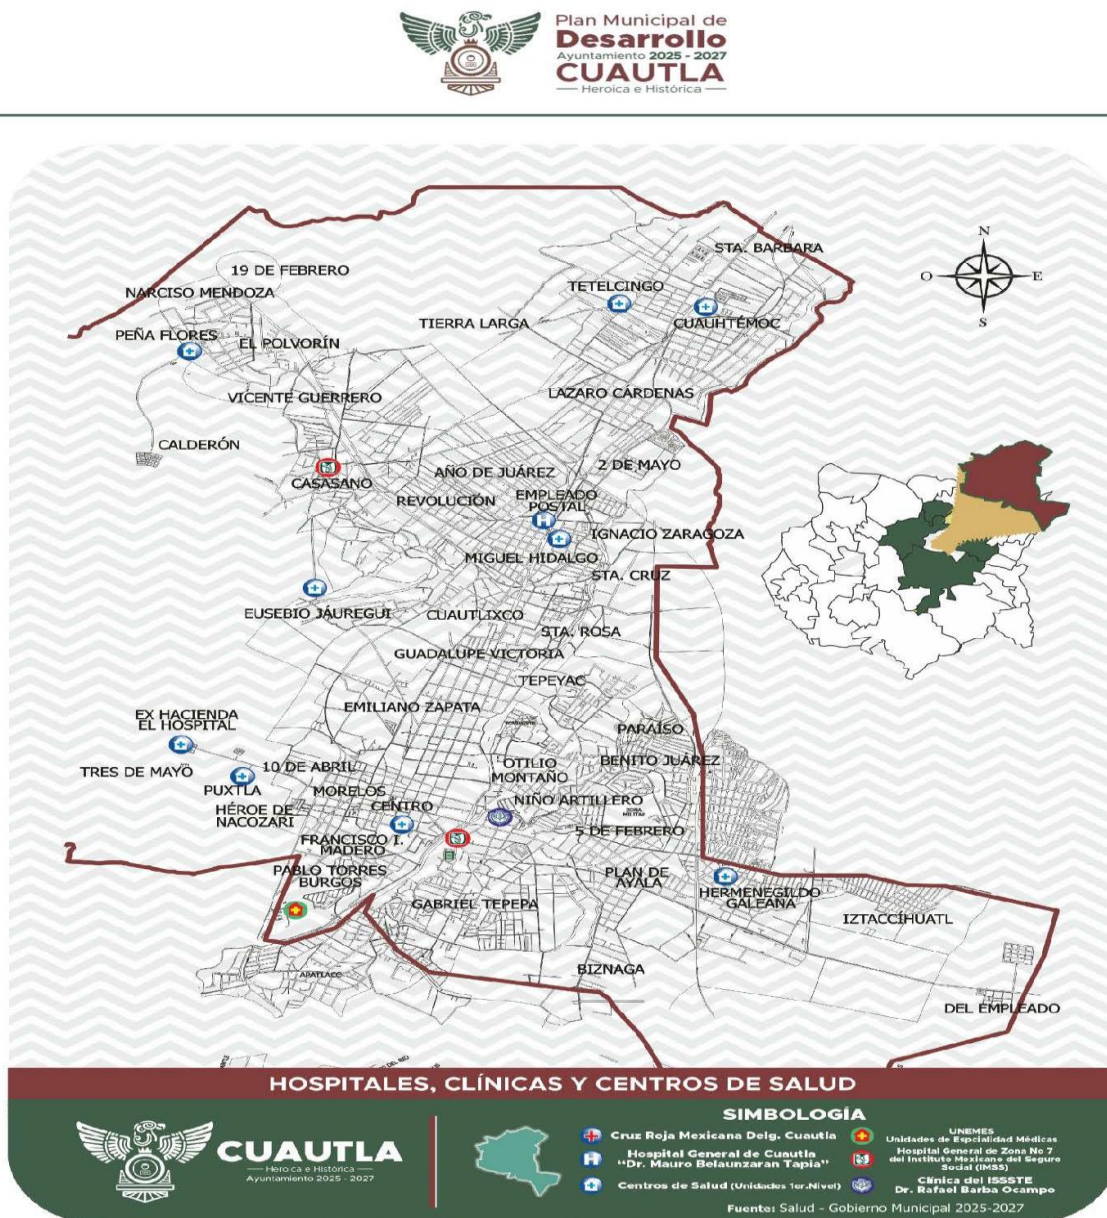 Plan Municipal de
Desarrollo
Ayuntamiento 2025 - 2027
CUAUTLA
Heroica e Histórica
N
O
E
S
STA. BARBARA
19 DE FEBRERO
TETELCINGO
NARCISO MENDOZA
TIERRA LARGA
CUAUHTÉMOC
PEÑA FLORES
EL POLVORÍN
VICENTE GUERRERO
LAZARO CÁRDENAS
CALDERÓN
2 DE MAYO
AÑO DE JUÁREZ
CASASANO
REVOLUCIÓN
EMPLEADO
POSTAL
IGNACIO ZARAGOZA
MIGUEL HIDALGO
STA. CRUZ
EUSEBIO JÁUREGUI
CUAUTLIXCO
STA. ROSA
GUADALUPE VICTORIA
TEPEYAC
EMILIANO ZAPATA
EX HACIENDA
EL HOSPITAL
PARAÍSO
TRES DE MAYO
10 DE ABRIL
OTILIO
MONTAÑO
BENITO JUÁREZ
PUXTLA
MORELOS
CENTRO
NIÑO ARTILLERO
HÉROE DE
NACOZARI
ZONA
MILITAR
5 DE FEBRERO
FRANCISCO I.
MADERO
PABLO TORRES
BURGOS
PLAN DE
AYALA
HERMENEGILDO
GALEANA
GABRIEL TEPEPA
IZTACCÍHUATL
APATLACO
BIZNAGA
DEL EMPLEADO
HOSPITALES, CLÍNICAS Y CENTROS DE SALUD
CUAUTLA
Heroica e Histórica
Ayuntamiento 2025 - 2027
SIMBOLOGÍA
Cruz Roja Mexicana Delg. Cuautla
Hospital General de Cuautla
"Dr. Mauro Belaunzaran Tapia"
Centros de Salud (Unidades 1er.Nivel)
UNEMES
Unidades de Espcialidad Médicas
Hospital General de Zona No 7
del Instituto Mexicano del Seguro
Social (IMSS)
Clínica del ISSSTE
Dr. Rafael Barba Ocampo
Fuente: Salud - Gobierno Municipal 2025-2027